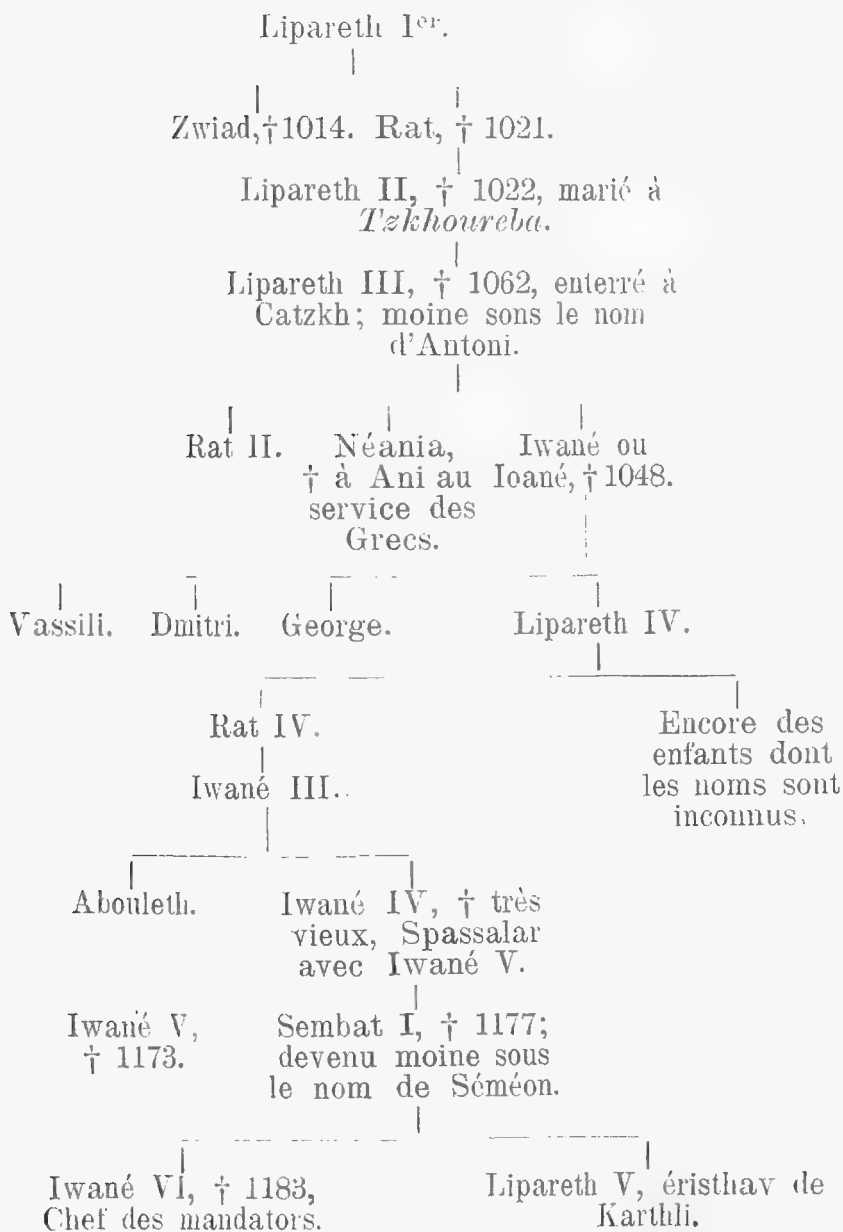 Lipareth Ier.
Zwiad, † 1014. Rat, † 1021.
Lipareth II, † 1022, marié à
Tzkhoureba.
Lipareth III, † 1062, enterré à
Catzkh; moine sons le nom
d'Antoni.
Rat II. Néania, Iwané ou
† à Ani au Ioané, † 1048.
service des
Grecs.
Vassili. Dmitri. George. Lipareth IV.
Rat IV. Encore des
enfants dont
Iwané III. les noms sont
inconnus.
Abouleth. Iwané IV, † très
vieux, Spassalar
avec Iwané V.
Iwané V, Sembat I, † 1177;
† 1173. devenu moine sous
le nom de Séméon.
Iwané VI, † 1183, Lipareth V, éristhav de
Chef des mandators. Karthli.